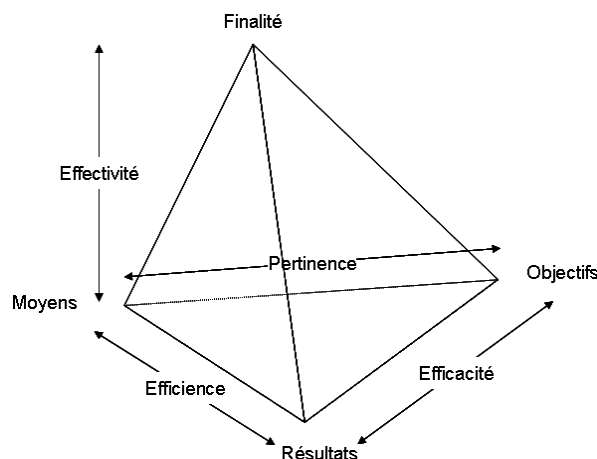 Finalité
Effectivité
Pertinence
Objectifs
Moyens
Efficacité
Efficience
Résultats